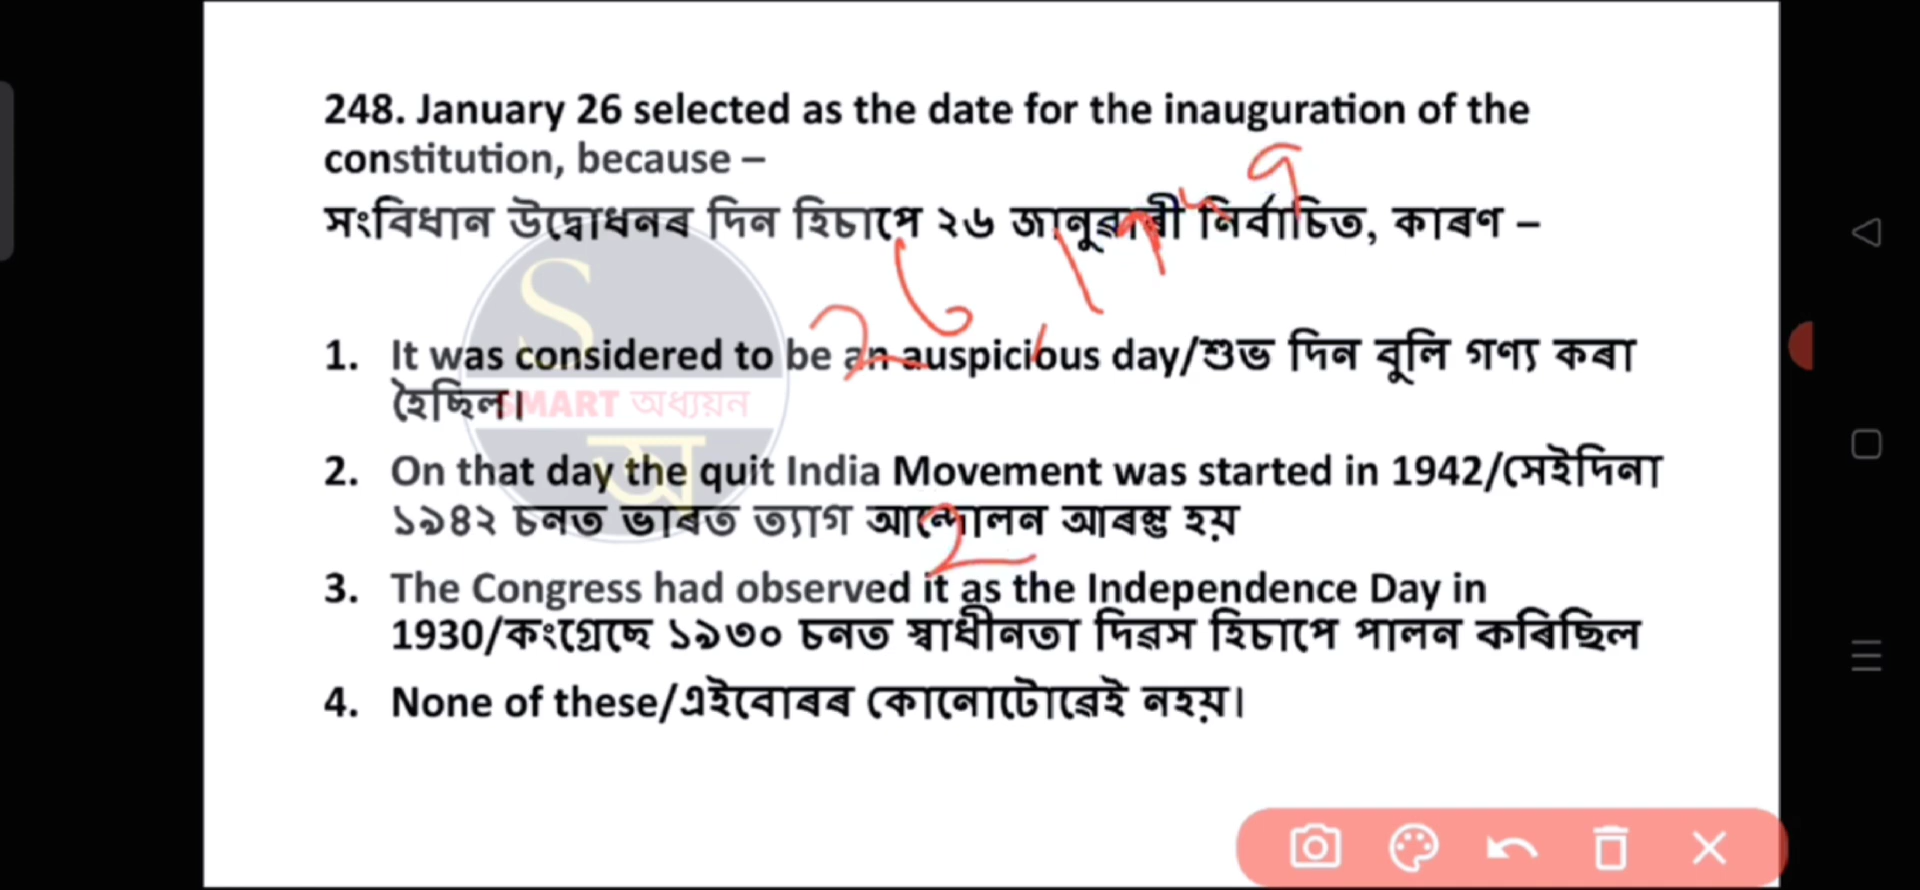 248. January 26 selected as the date for the inauguration of the
constitution, because –
সংবিধান উদ্বোধনৰ দিন হিচাপে ২৬ জানুৱাৰী নিৰ্বাচিত, কাৰণ –
26, 1949
1. It was considered to be an auspicious day/শুভ দিন বুলি গণ্য কৰা
হৈছিল।
S
SMART অধ্যয়ন
অ
2. On that day the quit India Movement was started in 1942/সেইদিনা
১৯৪২ চনত ভাৰত ত্যাগ আন্দোলন আৰম্ভ হয়
2
3. The Congress had observed it as the Independence Day in
1930/কংগ্ৰেছে ১৯৩০ চনত স্বাধীনতা দিৱস হিচাপে পালন কৰিছিল
4. None of these/এইবোৰৰ কোনোটোৱেই নহয়।